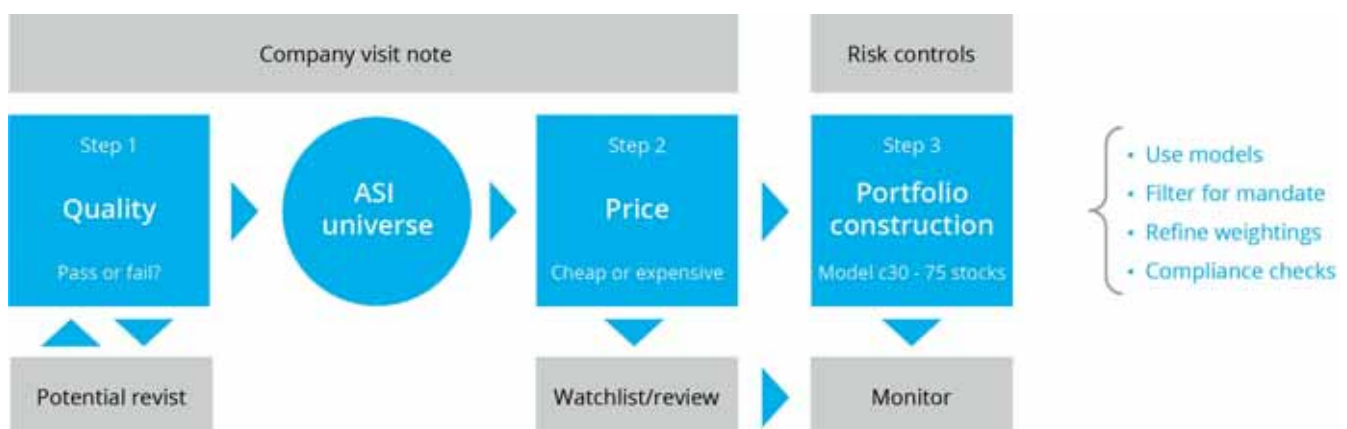 Company visit note
Risk controls
Step 1
Quality
Pass or fail?
ASI
universe
Step 2
Price
Cheap or expensive
Step 3
Portfolio
construction
Model c30 - 75 stocks
• Use models
• Filter for mandate
• Refine weightings
• Compliance checks
Potential revist
Watchlist/review
Monitor